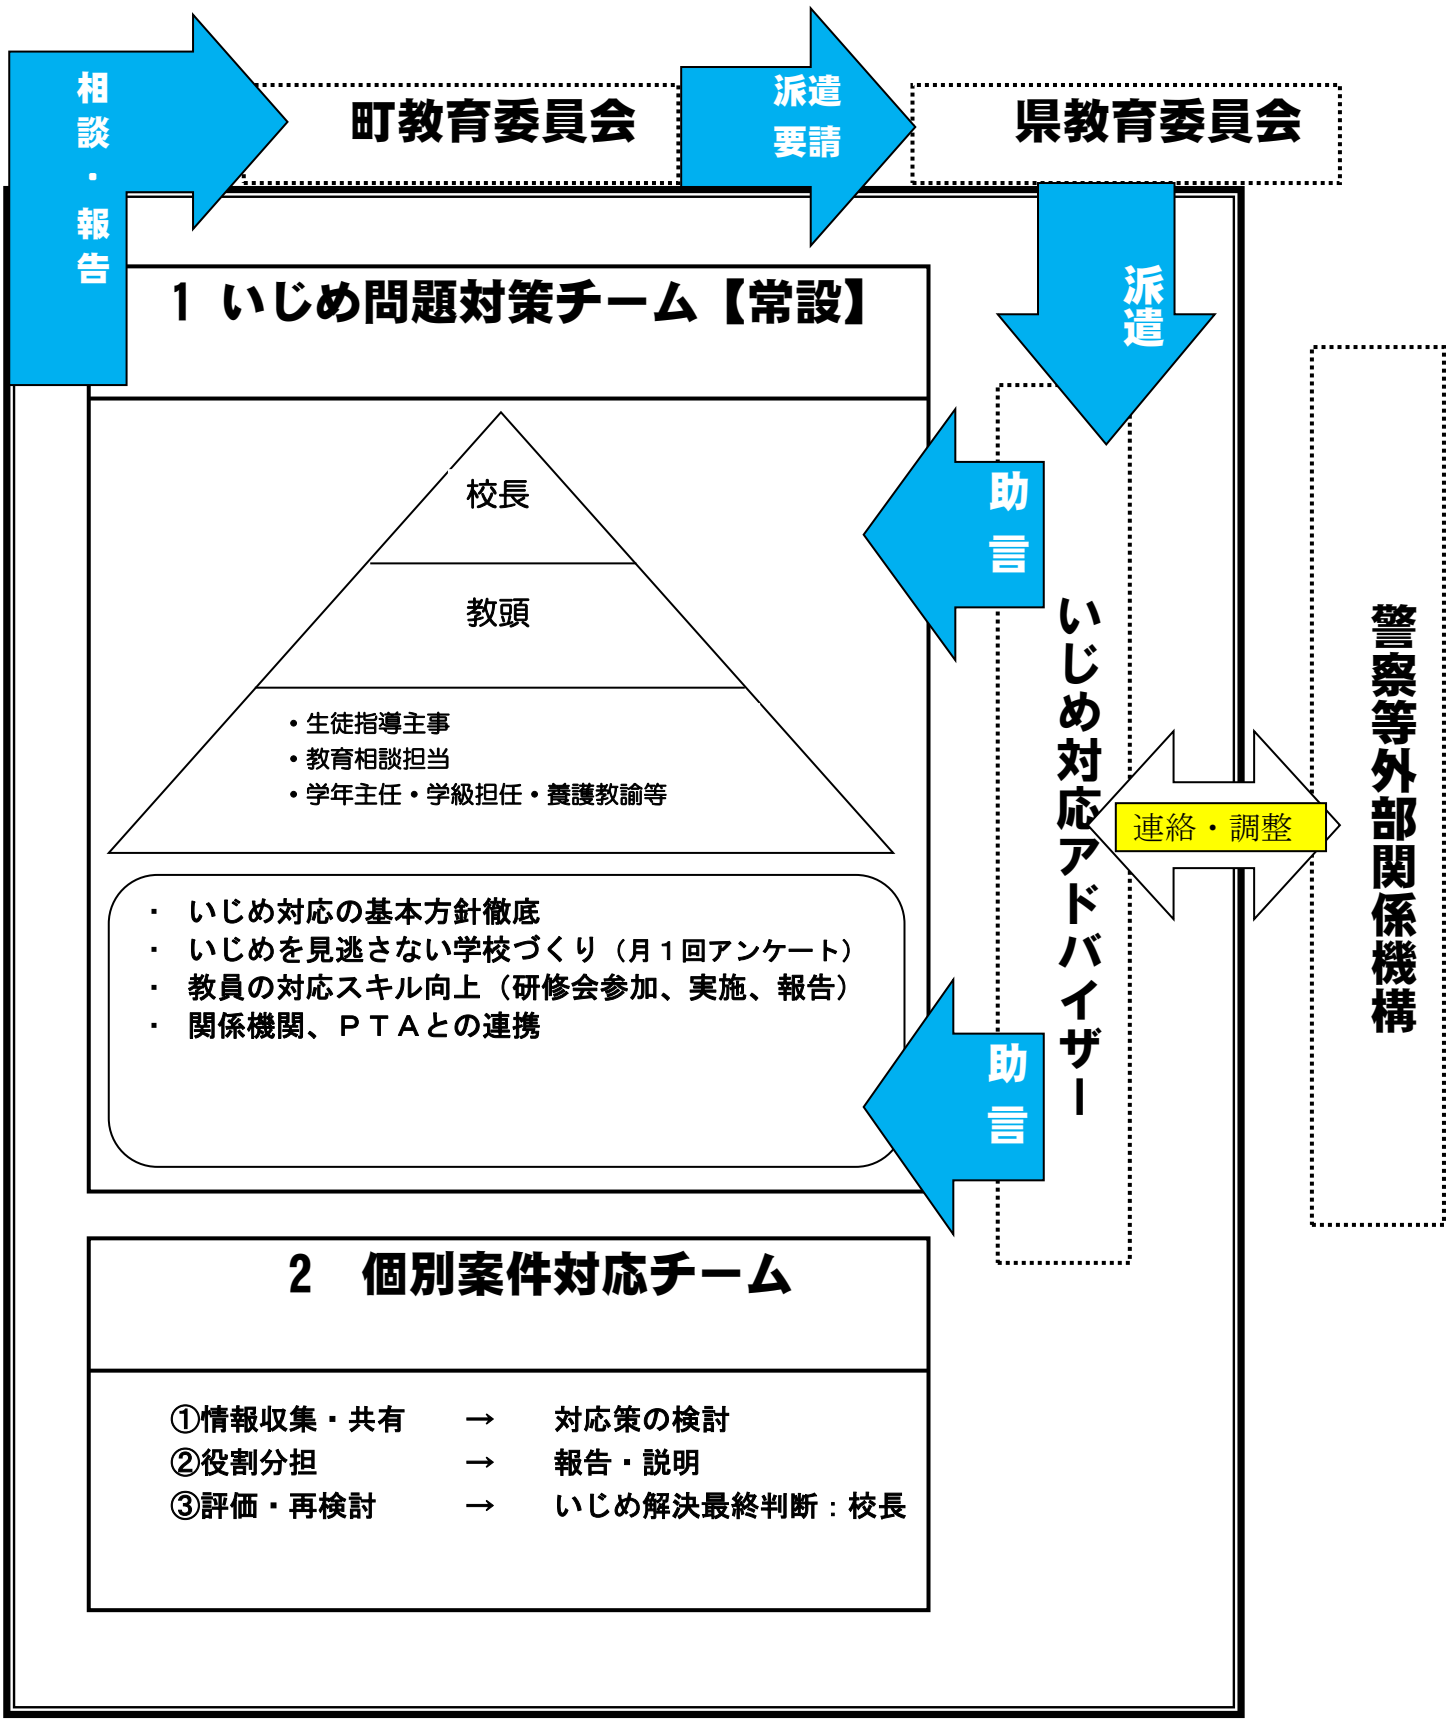 相談・報告
町教育委員会
派遣
要請
県教育委員会
派遣
1 いじめ問題対策チーム【常設】
校長
教頭
・生徒指導主事
・教育相談担当
・学年主任・学級担任・養護教諭等
助言
いじめ対応アドバイザー
警察等外部関係機構
連絡・調整
・ いじめ対応の基本方針徹底
・ いじめを見逃さない学校づくり（月１回アンケート）
・ 教員の対応スキル向上（研修会参加、実施、報告）
・ 関係機関、ＰＴＡとの連携
助言
2 個別案件対応チーム
①情報収集・共有 → 対応策の検討
②役割分担 → 報告・説明
③評価・再検討 → いじめ解決最終判断：校長